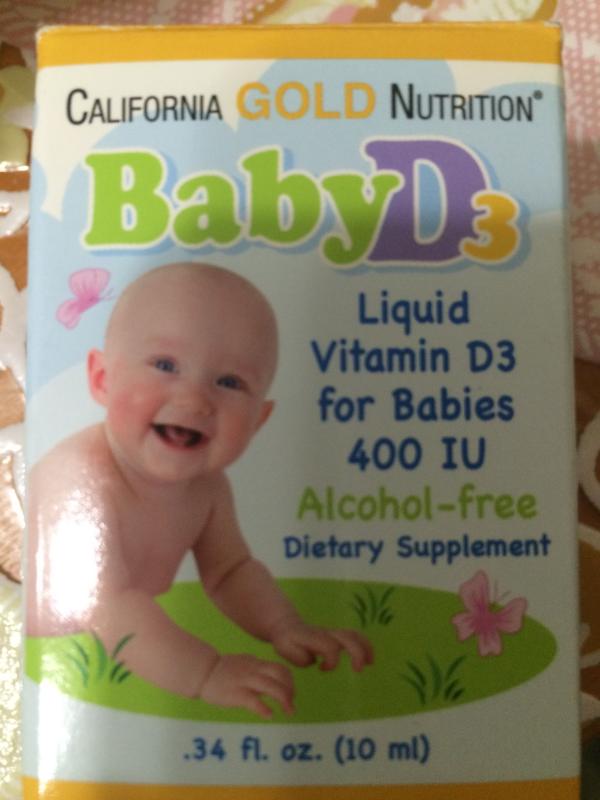 CALIFORNIA GOLD NUTRITION®
BabyD3
Liquid
Vitamin D3
for Babies
400 IU
Alcohol-free
Dietary Supplement
.34 fl. oz. (10 ml)